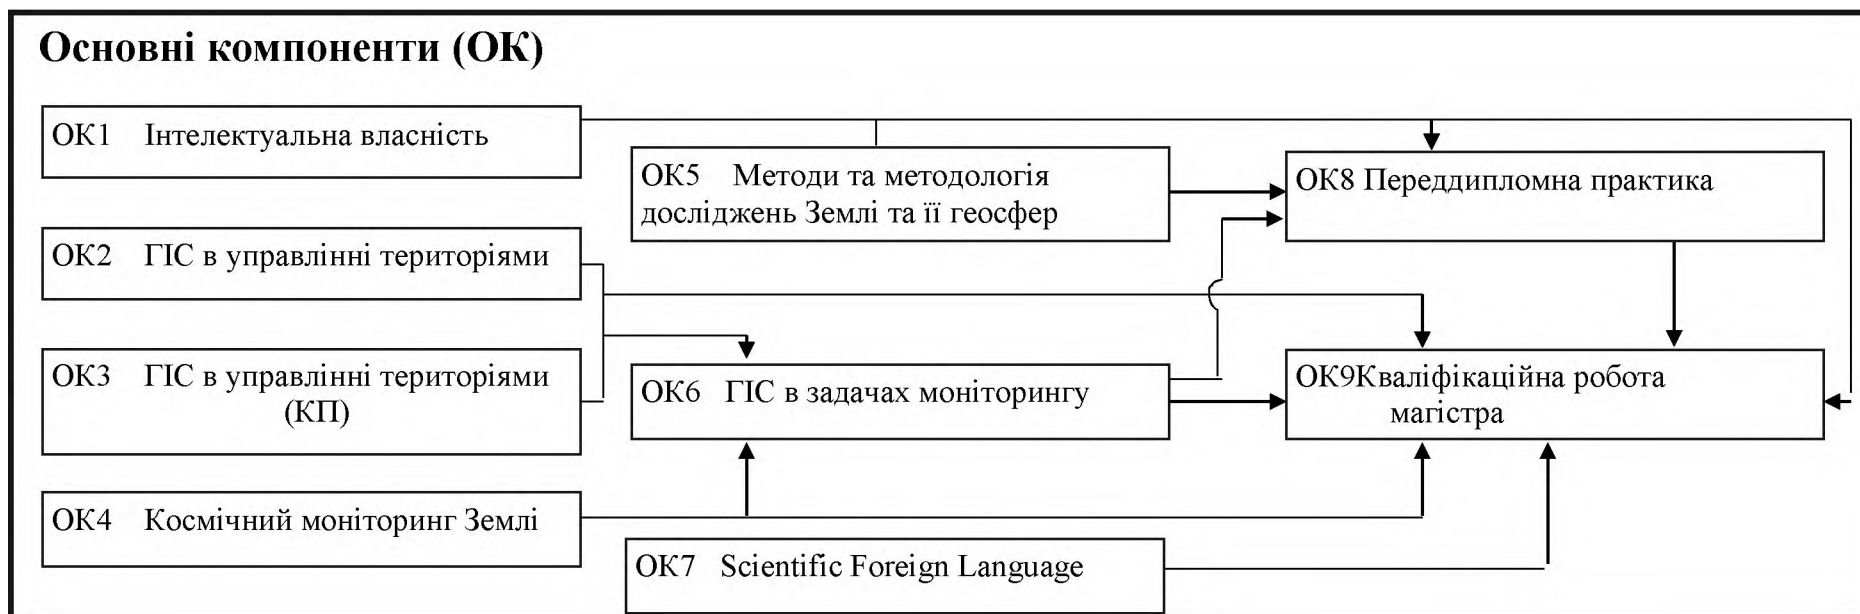 Основні компоненти (ОК)
ОК1 Інтелектуальна власність
ОК5 Методи та методологія
досліджень Землі та її геосфер
ОК8 Переддипломна практика
ОК2 ГІС в управлінні територіями
ОК3 ГІС в управлінні територіями
(КП)
ОК6 ГІС в задачах моніторингу
ОК9Кваліфікаційна робота
магістра
ОК4 Космічний моніторинг Землі
ОК7 Scientific Foreign Language